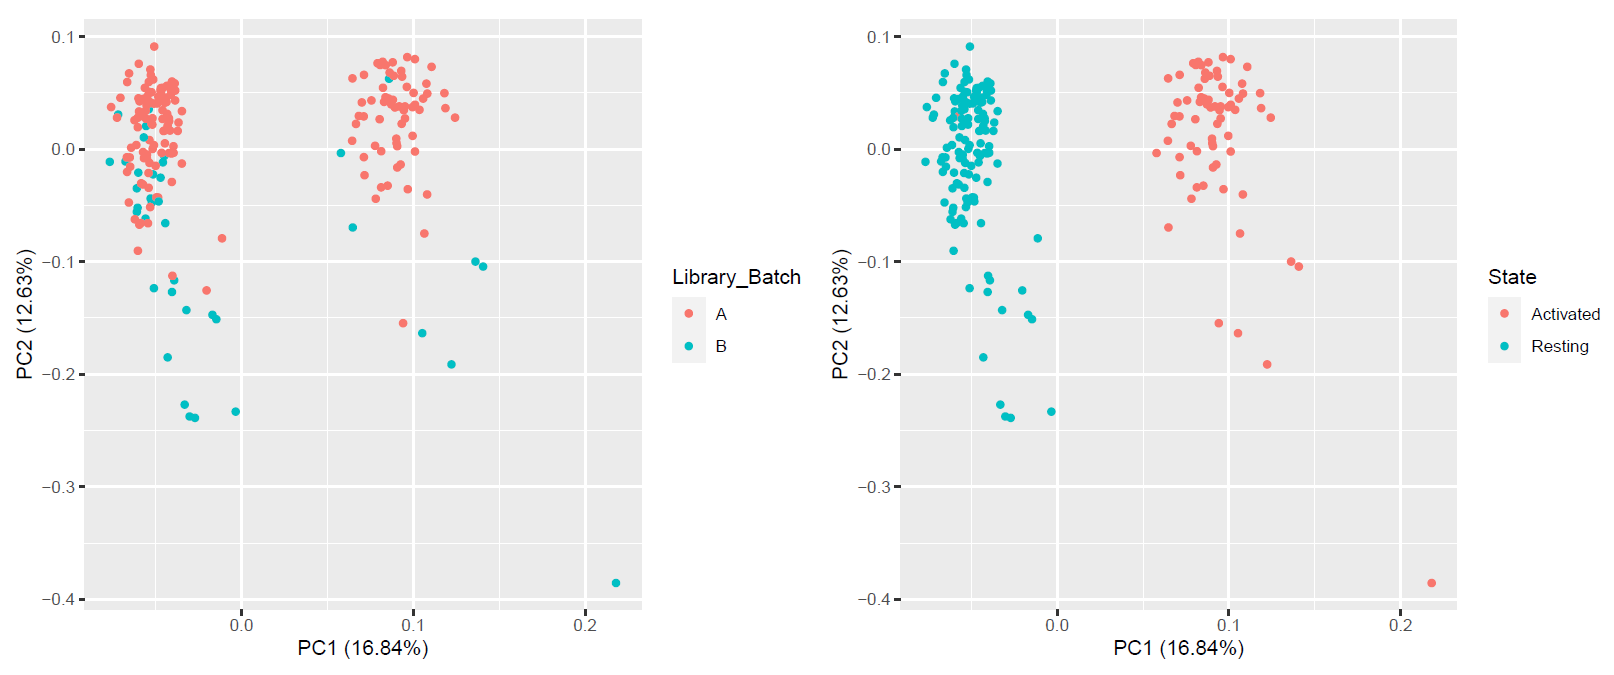 0.1
0.0
−0.1
−0.2
−0.3
−0.4
PC2 (12.63%)
0.0
0.1
0.2
PC1 (16.84%)
Library_Batch
A
B
0.1
0.0
−0.1
−0.2
−0.3
−0.4
PC2 (12.63%)
0.0
0.1
0.2
PC1 (16.84%)
State
Activated
Resting